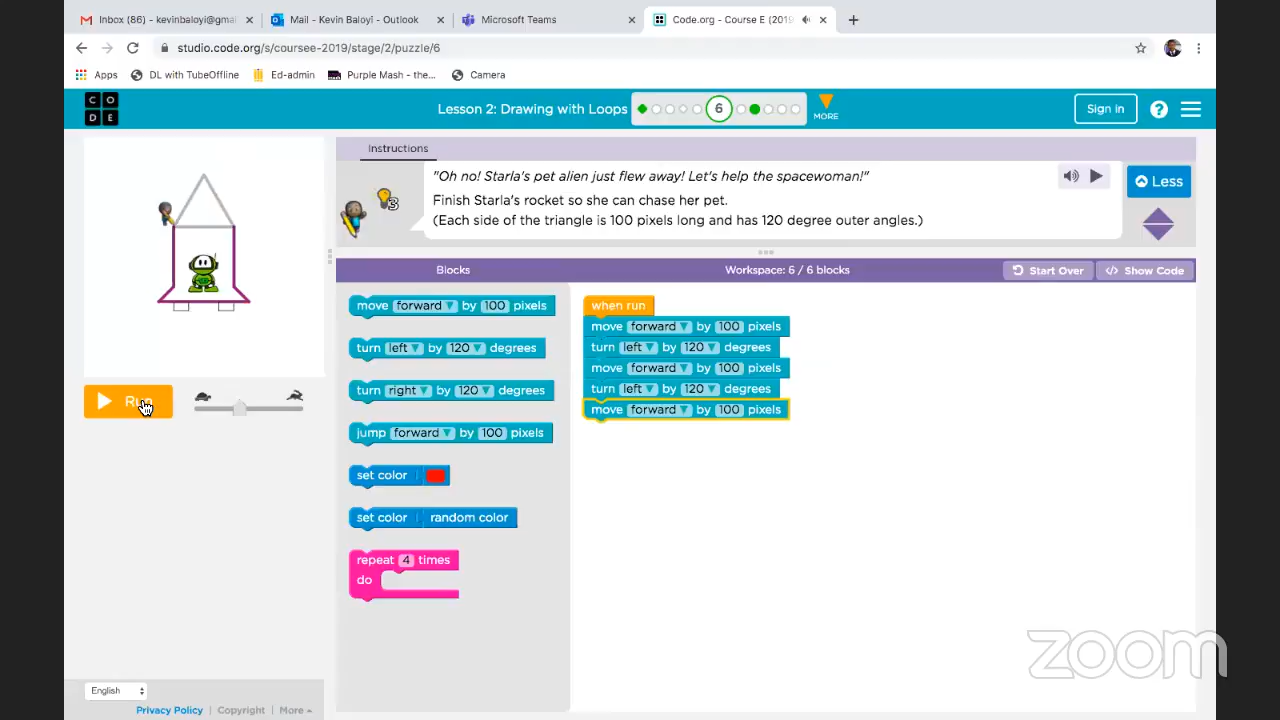 Inbox (86) - kevinbaloyi@gmai
Mail - Kevin Baloyi - Outlook
Microsoft Teams
Code.org - Course E (2019
studio.code.org/s/coursee-2019/stage/2/puzzle/6
Apps
DL with TubeOffline
Ed-admin
Purple Mash - the...
Camera
C O
D E
Lesson 2: Drawing with Loops
6
MORE
Sign in
?
Instructions
3
"Oh no! Starla's pet alien just flew away! Let's help the spacewoman!"
Finish Starla's rocket so she can chase her pet.
(Each side of the triangle is 100 pixels long and has 120 degree outer angles.)
Less
Blocks
Workspace: 6 / 6 blocks
Start Over
</> Show Code
move forward by 100 pixels
turn left by 120 degrees
turn right by 120 degrees
jump forward by 100 pixels
set color
set color random color
repeat 4 times
do
when run
move forward by 100 pixels
turn left by 120 degrees
move forward by 100 pixels
turn left by 120 degrees
move forward by 100 pixels
Run
English
Privacy Policy | Copyright | More
zoom